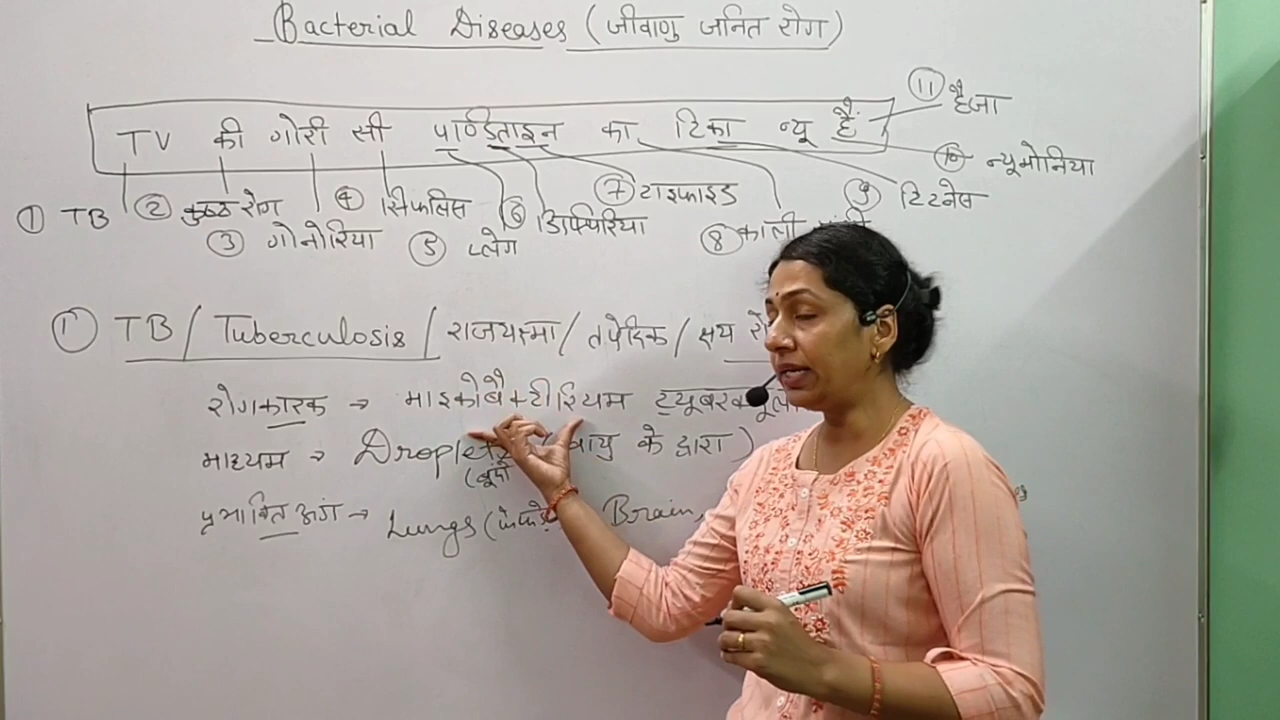 Bacterial Diseases (जीवाणु जनित रोग)
TV की गोरी सी पाण्डिताइन का टिका न्यू हैं
⑪ हैजा
⑩ न्यूमोनिया
① TB ② कुष्ठ रोग ④ सिफलिस ⑥ डिफ्थिरिया ⑦ टाइफाइड ⑨ टिटनेस
③ गोनोरिया ⑤ प्लेग ⑧ काली
① TB / Tuberculosis / राजयक्ष्मा / तपेदिक / क्षय
रोगकारक → माइकोबैक्टीरियम
माध्यम → वायु के द्वारा)
प्रभावित अंग → Lungs ( Brain,